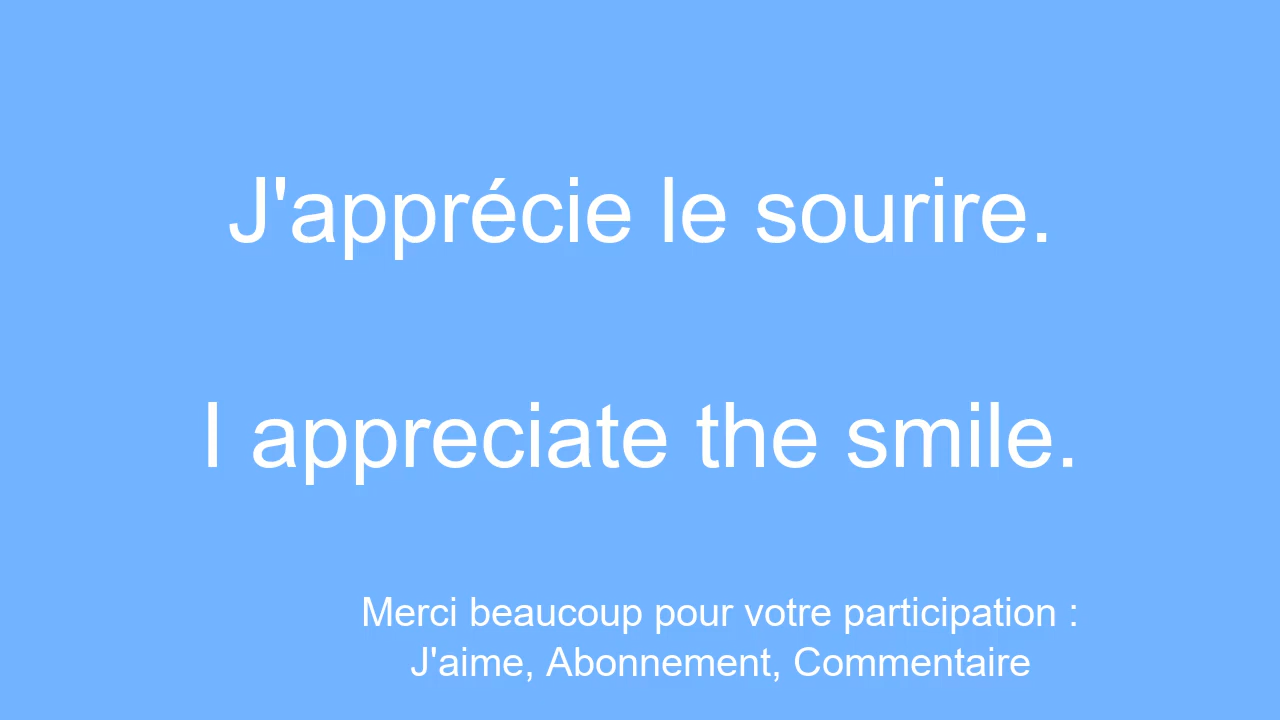 J'apprécie le sourire.
I appreciate the smile.
Merci beaucoup pour votre participation :
J'aime, Abonnement, Commentaire